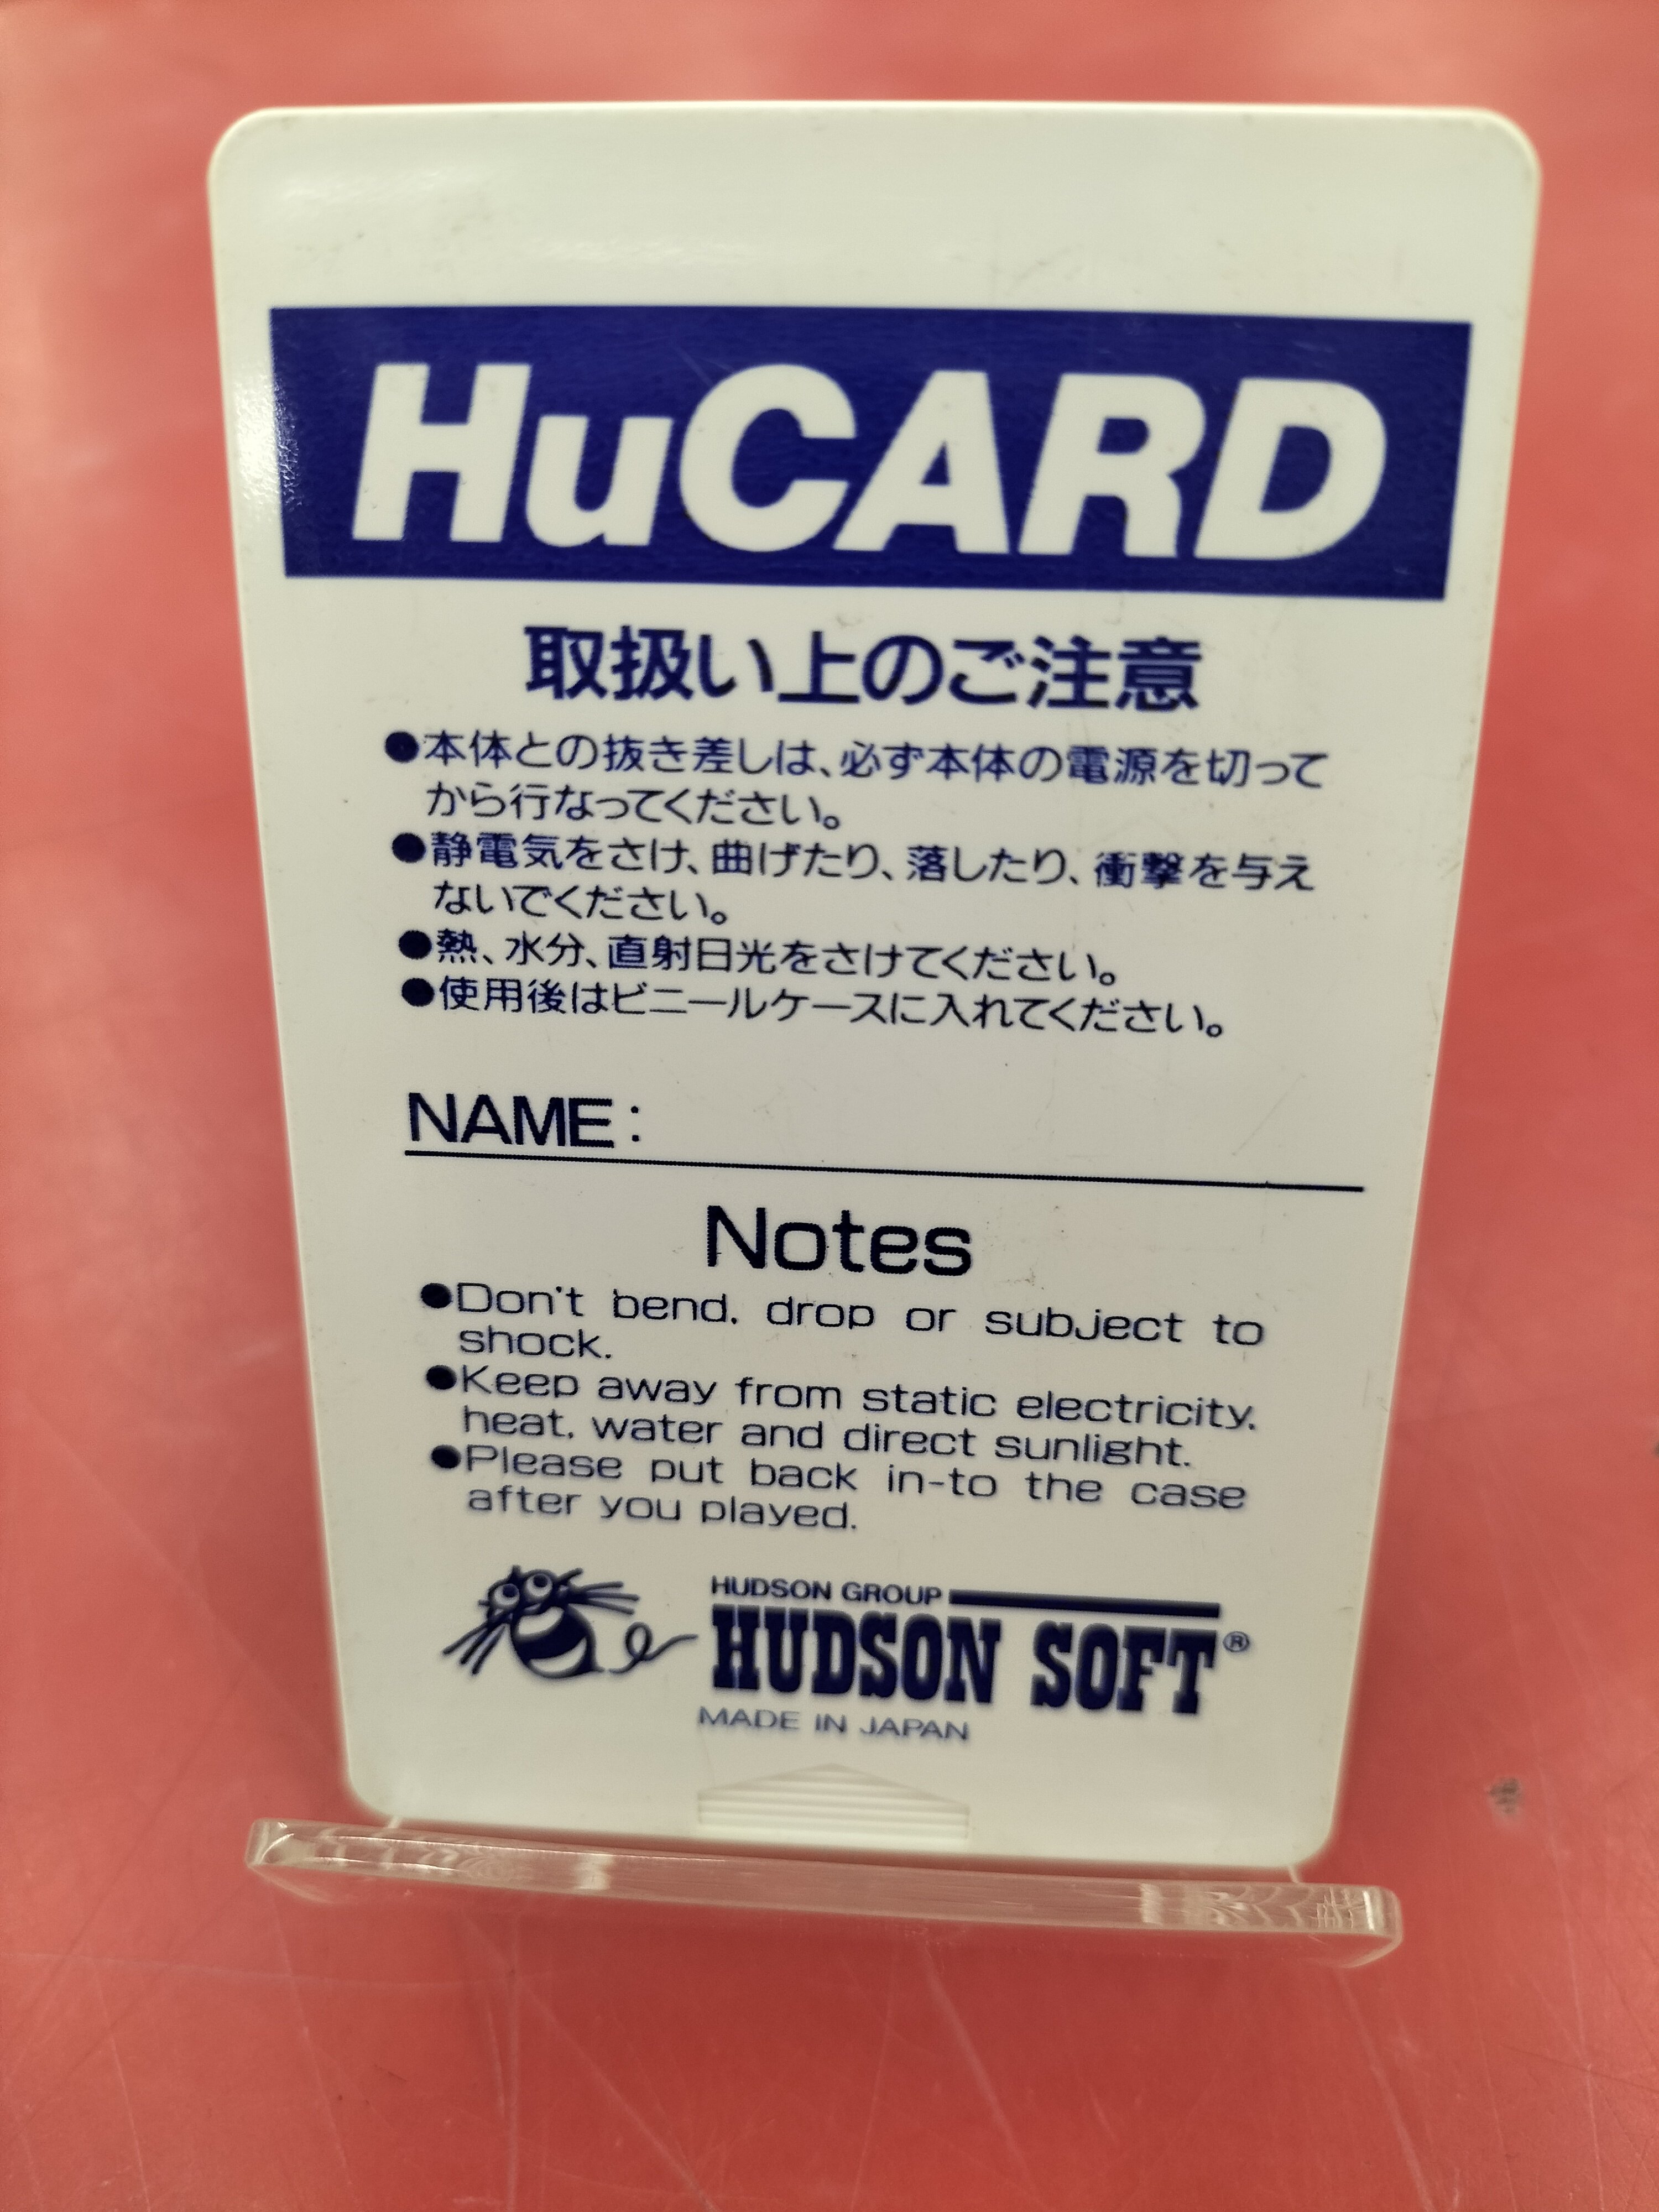 HuCARD
取扱い上のご注意
●本体との抜き差しは、必ず本体の電源を切って
から行なってください。
●静電気をさけ、曲げたり、落したり、衝撃を与え
ないでください。
●熱、水分、直射日光をさけてください。
●使用後はビニールケースに入れてください。
NAME:
Notes
●Don't bend, drop or subject to
shock.
●Keep away from static electricity,
heat, water and direct sunlight.
●Please put back in-to the case
after you played.
HUDSON GROUP
HUDSON SOFT®
MADE IN JAPAN